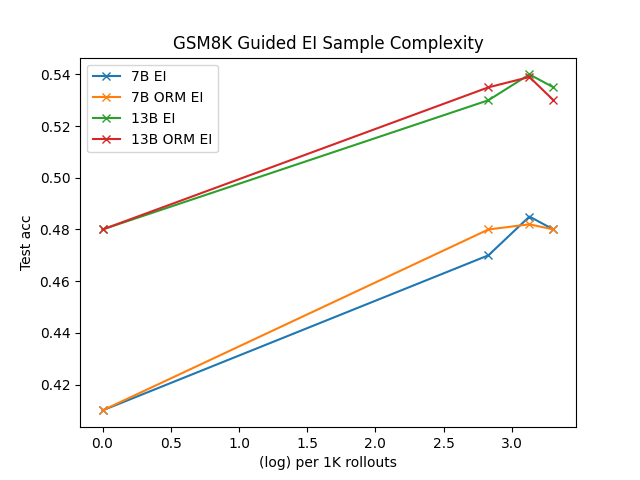 GSM8K Guided EI Sample Complexity
7B EI
7B ORM EI
13B EI
13B ORM EI
Test acc
0.54
0.52
0.50
0.48
0.46
0.44
0.42
0.0 0.5 1.0 1.5 2.0 2.5 3.0
(log) per 1K rollouts